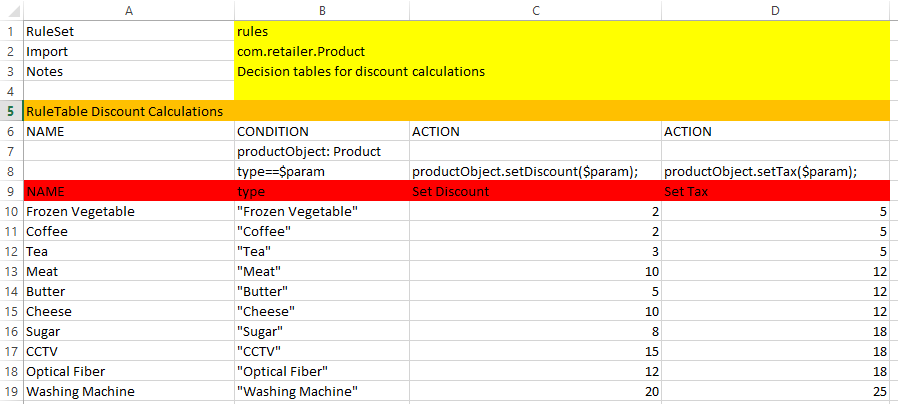 A B C D
1 RuleSet rules
2 Import com.retailer.Product
3 Notes Decision tables for discount calculations
4
5 RuleTable Discount Calculations
6 NAME CONDITION ACTION ACTION
7 productObject: Product
8 type==$param productObject.setDiscount($param); productObject.setTax($param);
9 NAME type Set Discount Set Tax
10 Frozen Vegetable "Frozen Vegetable" 2 5
11 Coffee "Coffee" 2 5
12 Tea "Tea" 3 5
13 Meat "Meat" 10 12
14 Butter "Butter" 5 12
15 Cheese "Cheese" 10 12
16 Sugar "Sugar" 8 18
17 CCTV "CCTV" 15 18
18 Optical Fiber "Optical Fiber" 12 18
19 Washing Machine "Washing Machine" 20 25